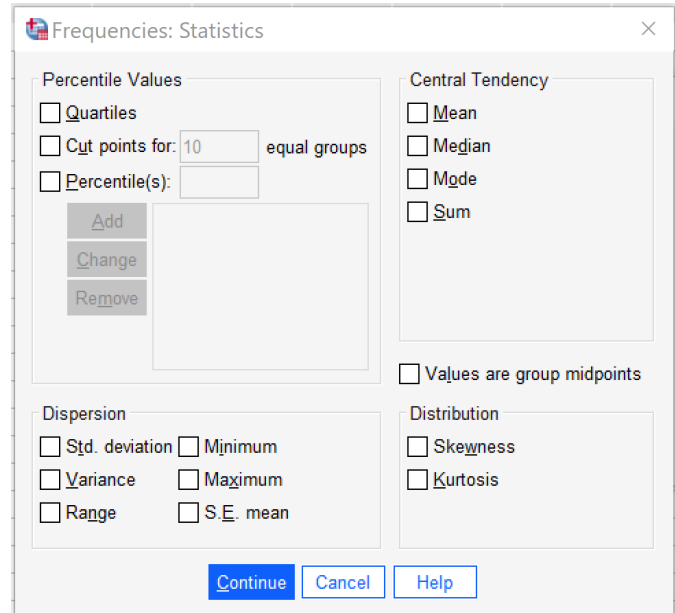 Frequencies: Statistics
Percentile Values
Quartiles
Cut points for: 10 equal groups
Percentile(s):
Add
Change
Remove
Central Tendency
Mean
Median
Mode
Sum
Values are group midpoints
Dispersion
Std. deviation Minimum
Variance Maximum
Range S.E. mean
Distribution
Skewness
Kurtosis
Continue Cancel Help